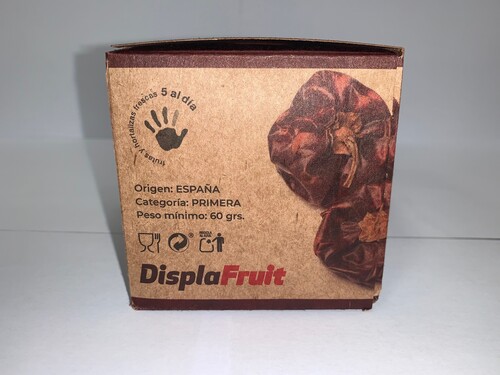 frutas y hortalizas frescas 5 al día
Origen: ESPAÑA
Categoría: PRIMERA
Peso mínimo: 60 grs.
DisplaFruit